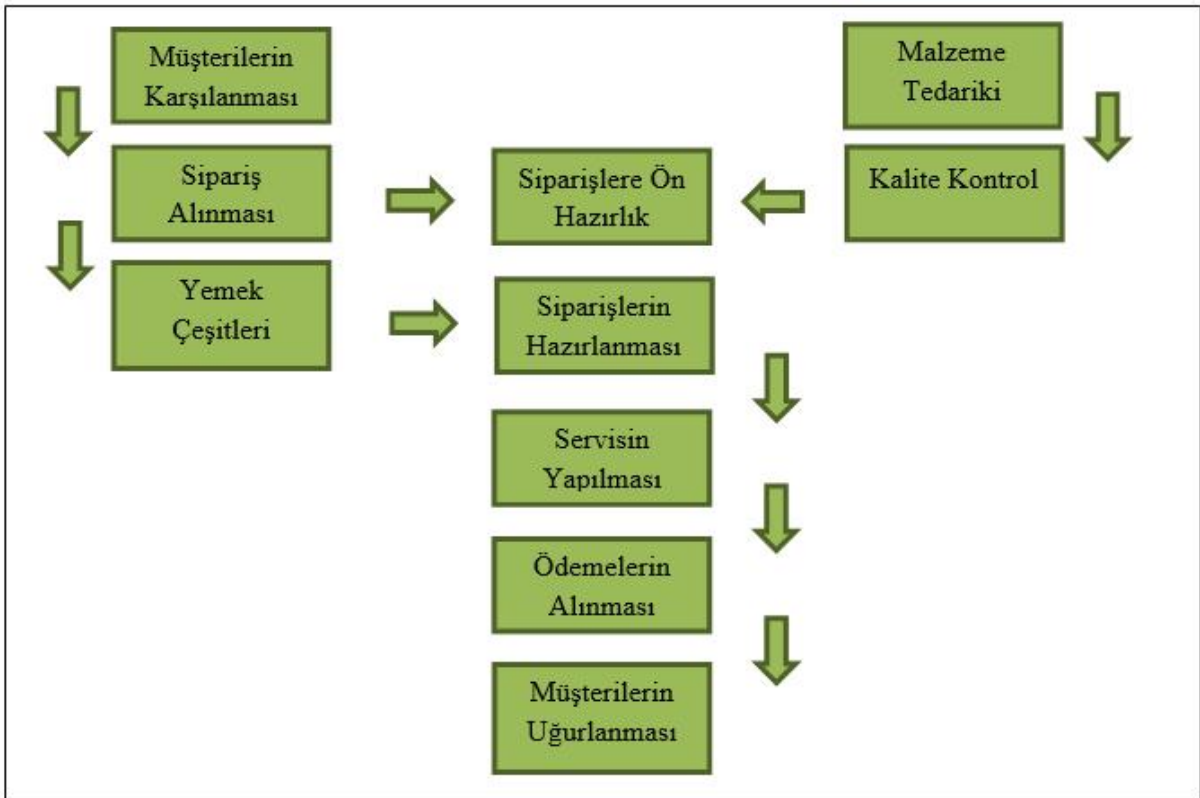 Müşterilerin
Karşılanması
Malzeme
Tedariki
Sipariş
Alınması
Siparişlere Ön
Hazırlık
Kalite Kontrol
Yemek
Çeşitleri
Siparişlerin
Hazırlanması
Servisin
Yapılması
Ödemelerin
Alınması
Müşterilerin
Uğurlanması